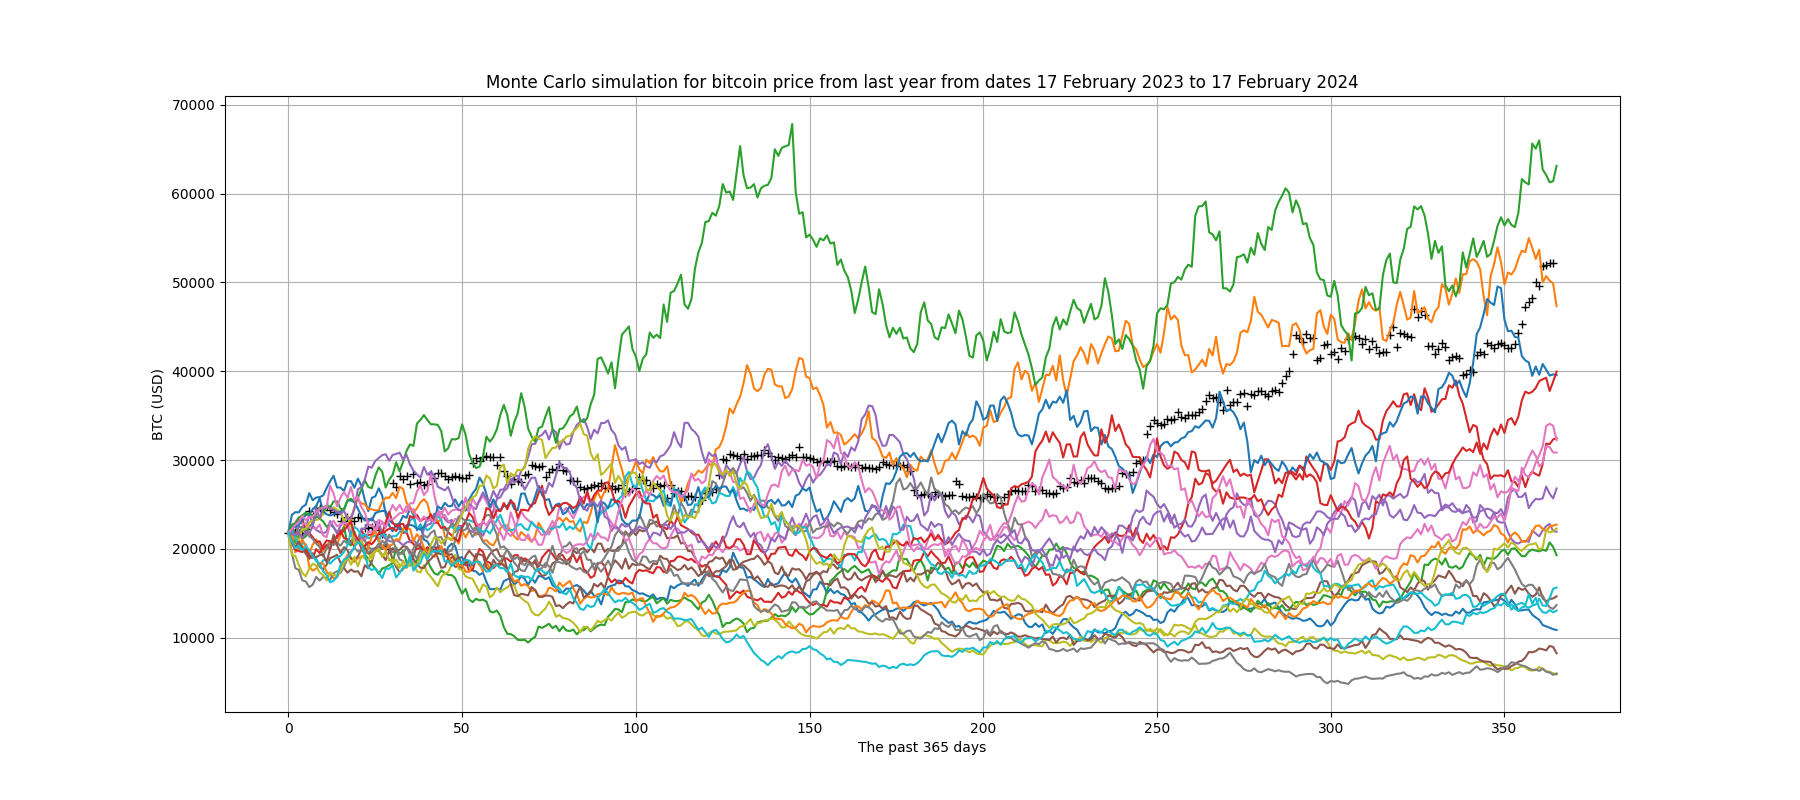 Monte Carlo simulation for bitcoin price from last year from dates 17 February 2023 to 17 February 2024
70000
60000
50000
40000
30000
20000
10000
BTC (USD)
0 50 100 150 200 250 300 350
The past 365 days